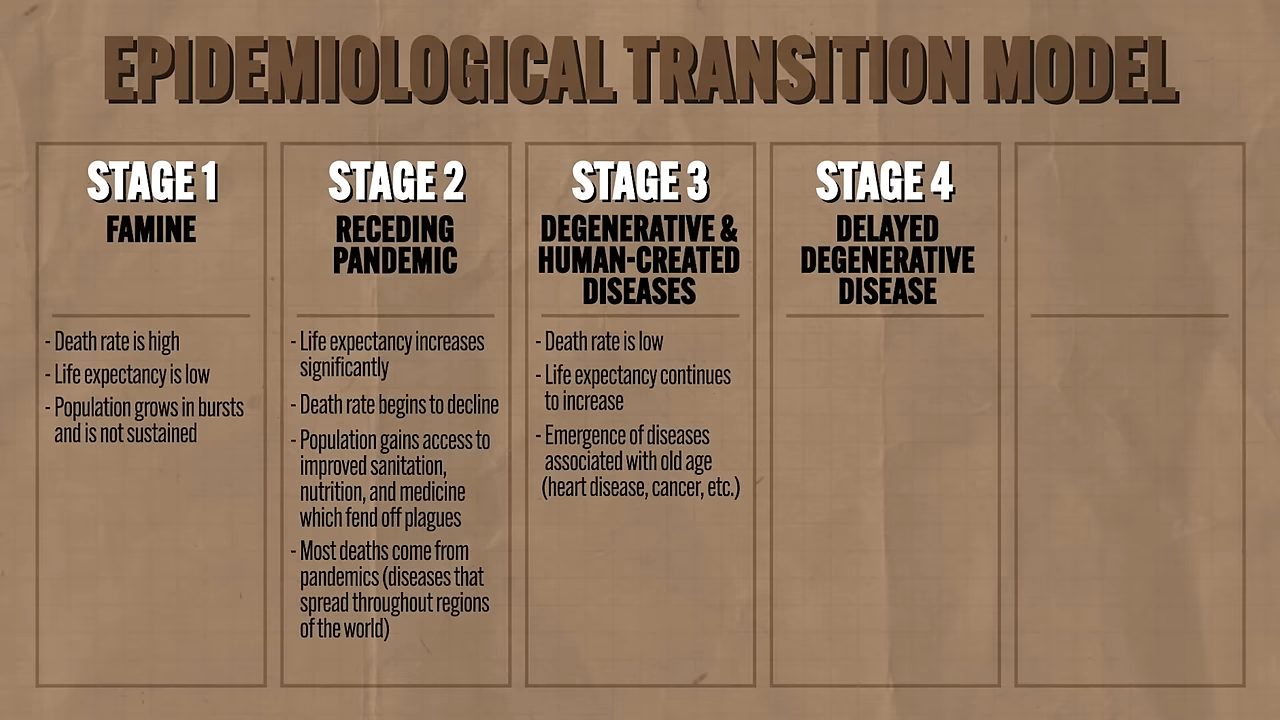 EPIDEMIOLOGICAL TRANSITION MODEL
STAGE 1
FAMINE
- Death rate is high
- Life expectancy is low
- Population grows in bursts
and is not sustained
STAGE 2
RECEDING
PANDEMIC
- Life expectancy increases
significantly
- Death rate begins to decline
- Population gains access to
improved sanitation,
nutrition, and medicine
which fend off plagues
- Most deaths come from
pandemics (diseases that
spread throughout regions
of the world)
STAGE 3
DEGENERATIVE &
HUMAN-CREATED
DISEASES
- Death rate is low
- Life expectancy continues
to increase
- Emergence of diseases
associated with old age
(heart disease, cancer, etc.)
STAGE 4
DELAYED
DEGENERATIVE
DISEASE